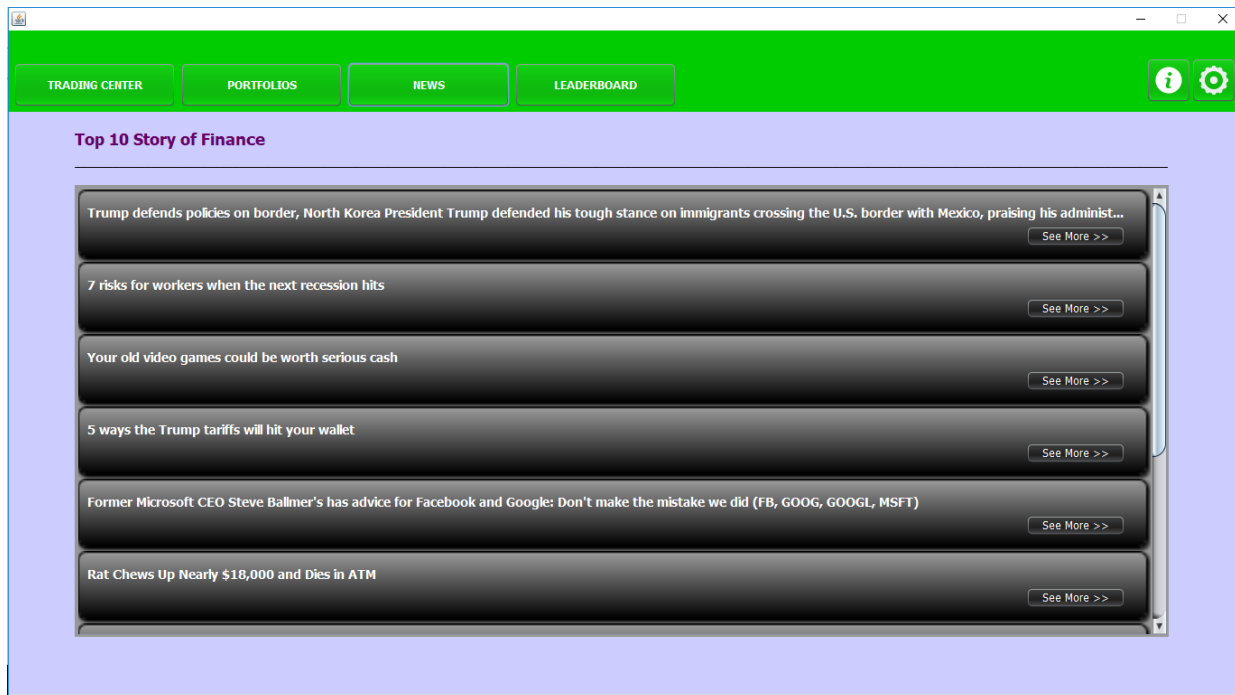 TRADING CENTER PORTFOLIOS NEWS LEADERBOARD
Top 10 Story of Finance
Trump defends policies on border, North Korea President Trump defended his tough stance on immigrants crossing the U.S. border with Mexico, praising his administ...
See More >>
7 risks for workers when the next recession hits
See More >>
Your old video games could be worth serious cash
See More >>
5 ways the Trump tariffs will hit your wallet
See More >>
Former Microsoft CEO Steve Ballmer's has advice for Facebook and Google: Don't make the mistake we did (FB, GOOG, GOOGL, MSFT)
See More >>
Rat Chews Up Nearly $18,000 and Dies in ATM
See More >>